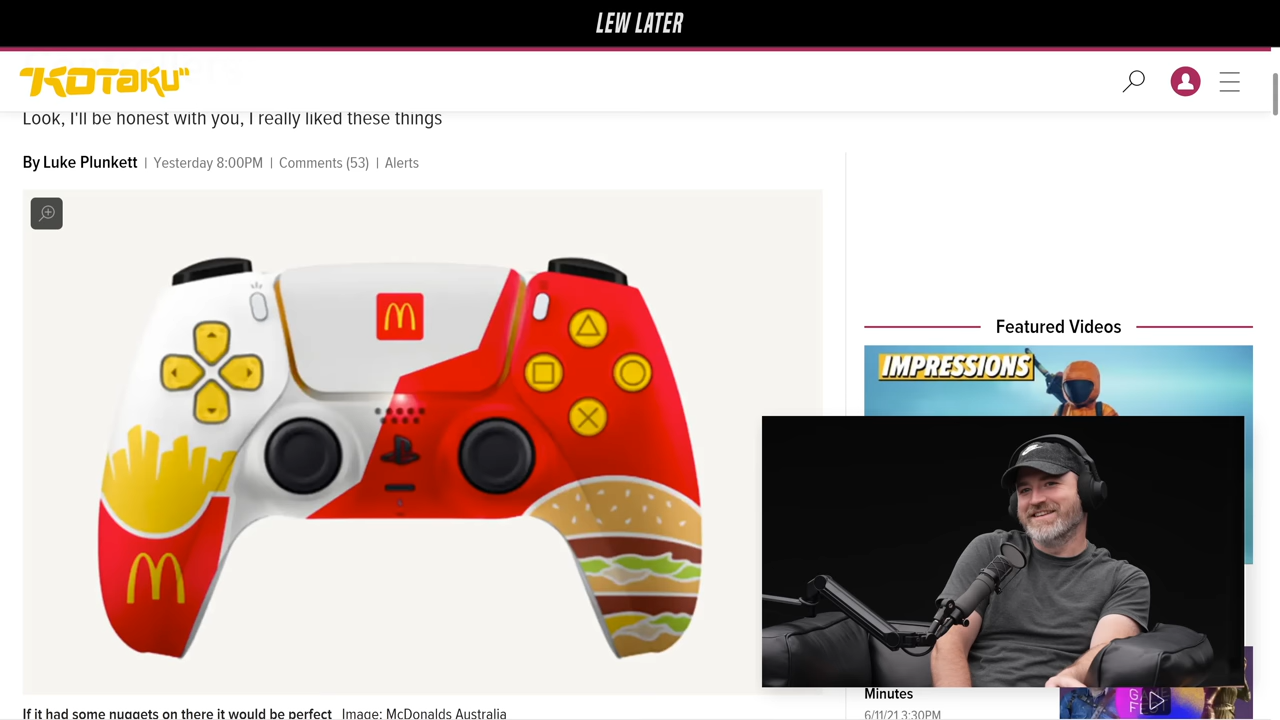 LEW LATER
"KOTAKU"
Look, I'll be honest with you, I really liked these things
By Luke Plunkett | Yesterday 8:00PM | Comments (53) | Alerts
Featured Videos
IMPRESSIONS
Minutes
6/11/21 3:30PM
If it had some nuggets on there it would be perfect Image: McDonalds Australia